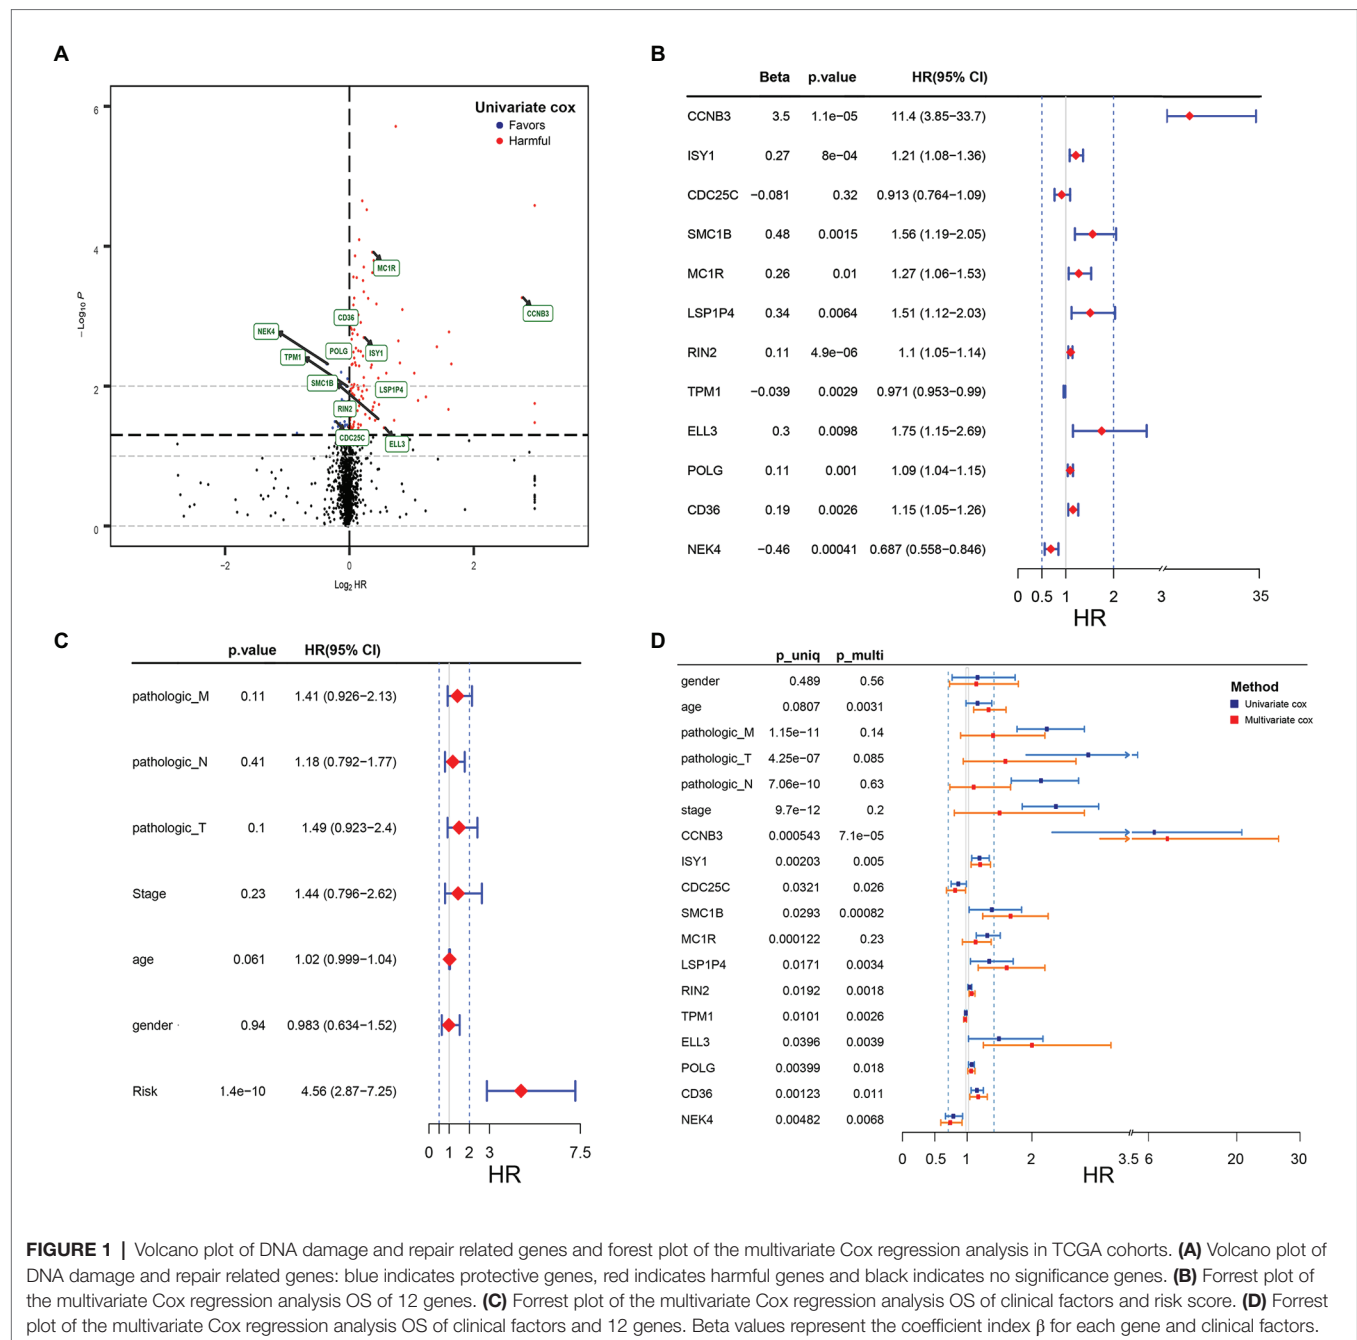 A
Univariate cox
Favors
Harmful
6
4
2
0
−Log10 P
MC1R
CCNB3
CD36
NEK4
POLG
ISY1
TPM1
SMC1B
LSP1P4
RIN2
CDC25C
ELL3
−2 0 2
Log2 HR
B
Beta p.value HR(95% CI)
CCNB3 3.5 1.1e−05 11.4 (3.85−33.7)
ISY1 0.27 8e−04 1.21 (1.08−1.36)
CDC25C −0.081 0.32 0.913 (0.764−1.09)
SMC1B 0.48 0.0015 1.56 (1.19−2.05)
MC1R 0.26 0.01 1.27 (1.06−1.53)
LSP1P4 0.34 0.0064 1.51 (1.12−2.03)
RIN2 0.11 4.9e−06 1.1 (1.05−1.14)
TPM1 −0.039 0.0029 0.971 (0.953−0.99)
ELL3 0.3 0.0098 1.75 (1.15−2.69)
POLG 0.11 0.001 1.09 (1.04−1.15)
CD36 0.19 0.0026 1.15 (1.05−1.26)
NEK4 −0.46 0.00041 0.687 (0.558−0.846)
0 0.5 1 2 3 35
HR
C
p.value HR(95% CI)
pathologic_M 0.11 1.41 (0.926−2.13)
pathologic_N 0.41 1.18 (0.792−1.77)
pathologic_T 0.1 1.49 (0.923−2.4)
Stage 0.23 1.44 (0.796−2.62)
age 0.061 1.02 (0.999−1.04)
gender 0.94 0.983 (0.634−1.52)
Risk 1.4e−10 4.56 (2.87−7.25)
0 1 2 3 7.5
HR
D
p_uniq p_multi
Method
Univariate cox
Multivariate cox
gender 0.489 0.56
age 0.0807 0.0031
pathologic_M 1.15e−11 0.14
pathologic_T 4.25e−07 0.085
pathologic_N 7.06e−10 0.63
stage 9.7e−12 0.2
CCNB3 0.000543 7.1e−05
ISY1 0.00203 0.005
CDC25C 0.0321 0.026
SMC1B 0.0293 0.00082
MC1R 0.000122 0.23
LSP1P4 0.0171 0.0034
RIN2 0.0192 0.0018
TPM1 0.0101 0.0026
ELL3 0.0396 0.0039
POLG 0.00399 0.018
CD36 0.00123 0.011
NEK4 0.00482 0.0068
0 0.5 1 2 3.5 6 20 30
HR
FIGURE 1 | Volcano plot of DNA damage and repair related genes and forest plot of the multivariate Cox regression analysis in TCGA cohorts. (A) Volcano plot of
DNA damage and repair related genes: blue indicates protective genes, red indicates harmful genes and black indicates no significance genes. (B) Forrest plot of
the multivariate Cox regression analysis OS of 12 genes. (C) Forrest plot of the multivariate Cox regression analysis OS of clinical factors and risk score. (D) Forrest
plot of the multivariate Cox regression analysis OS of clinical factors and 12 genes. Beta values represent the coefficient index β for each gene and clinical factors.